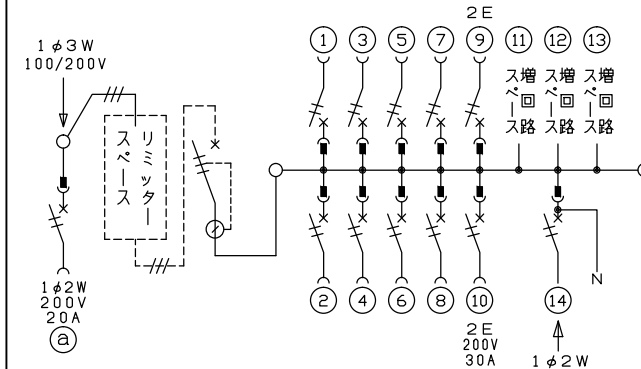 1φ3W
100/200V
リミッター
スペース
1φ2W
200V
20A
a
2E
1
3
5
7
9
11
12
13
増回路
スペース
増回路
スペース
増回路
スペース
2
4
6
8
10
14
N
2E
200V
30A
1φ2W